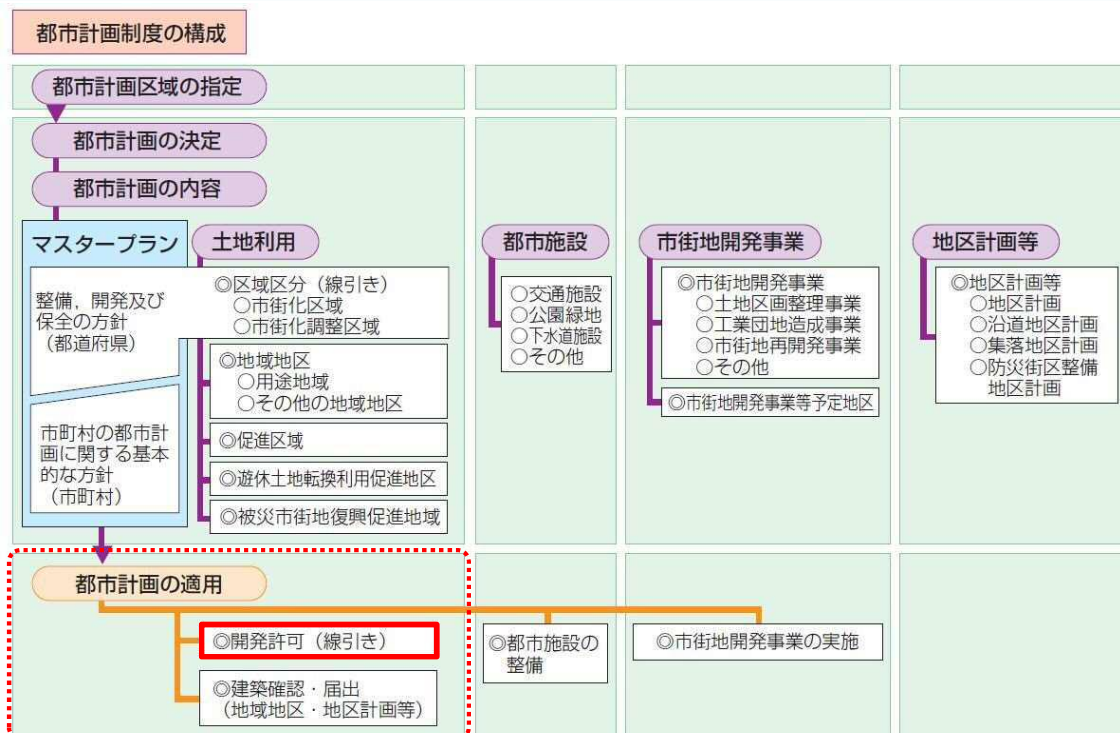 都市計画制度の構成
都市計画区域の指定
都市計画の決定
都市計画の内容
マスタープラン
整備，開発及び
保全の方針
（都道府県）
市町村の都市計
画に関する基本
的な方針
（市町村）
土地利用
◎区域区分（線引き）
○市街化区域
○市街化調整区域
◎地域地区
○用途地域
○その他の地域地区
◎促進区域
◎遊休土地転換利用促進地区
◎被災市街地復興促進地域
都市施設
○交通施設
○公園緑地
○下水道施設
○その他
市街地開発事業
◎市街地開発事業
○土地区画整理事業
○工業団地造成事業
○市街地再開発事業
○その他
◎市街地開発事業等予定地区
地区計画等
◎地区計画等
○地区計画
○沿道地区計画
○集落地区計画
○防災街区整備
地区計画
都市計画の適用
◎開発許可（線引き）
◎建築確認・届出
（地域地区・地区計画等）
◎都市施設の
整備
◎市街地開発事業の実施